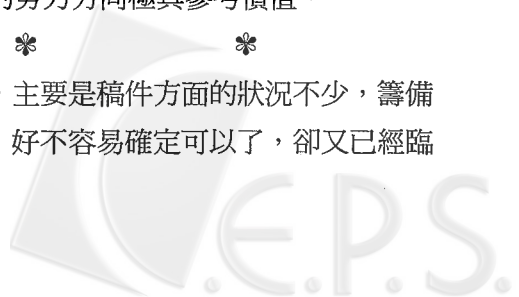 的努力方向極具參考價值。
※ ※
,主要是稿件方面的狀況不少,籌備
好不容易確定可以了,卻又已經臨
C.E.P.S.